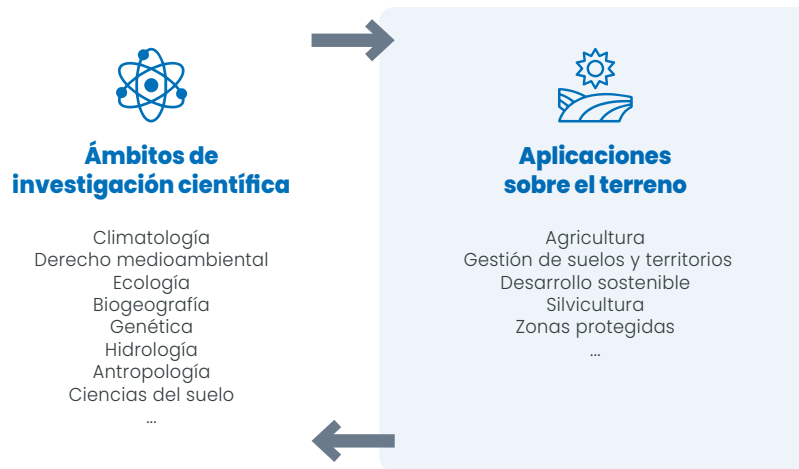 Ámbitos de
investigación científica
Climatología
Derecho medioambiental
Ecología
Biogeografía
Genética
Hidrología
Antropología
Ciencias del suelo
...
Aplicaciones
sobre el terreno
Agricultura
Gestión de suelos y territorios
Desarrollo sostenible
Silvicultura
Zonas protegidas
...